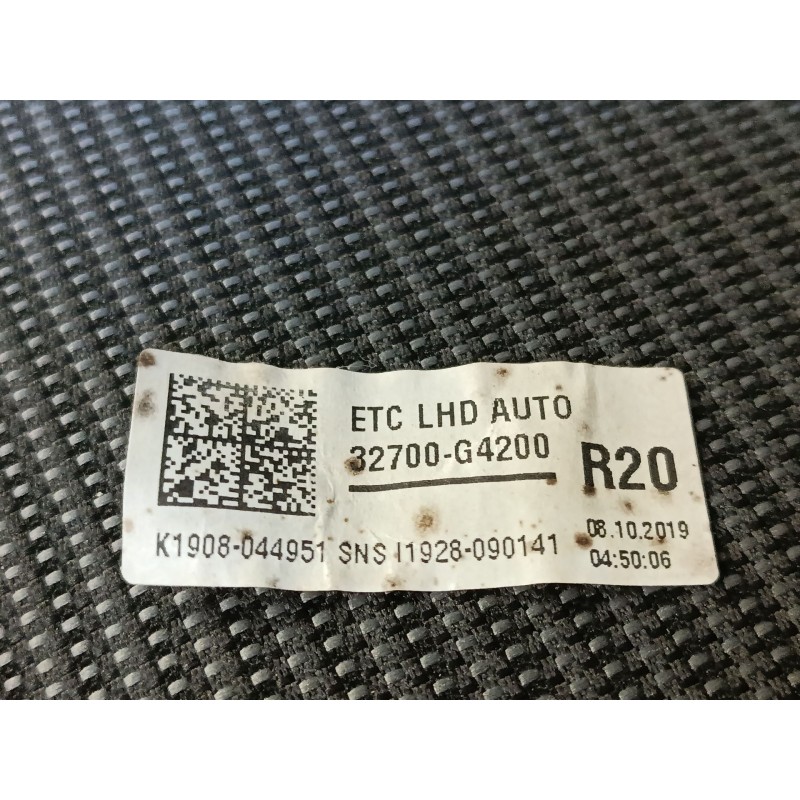 ETC LHD AUTO
32700-G4200
R20
K1908-044951 SNS I1928-090141
08.10.2019
04:50:06